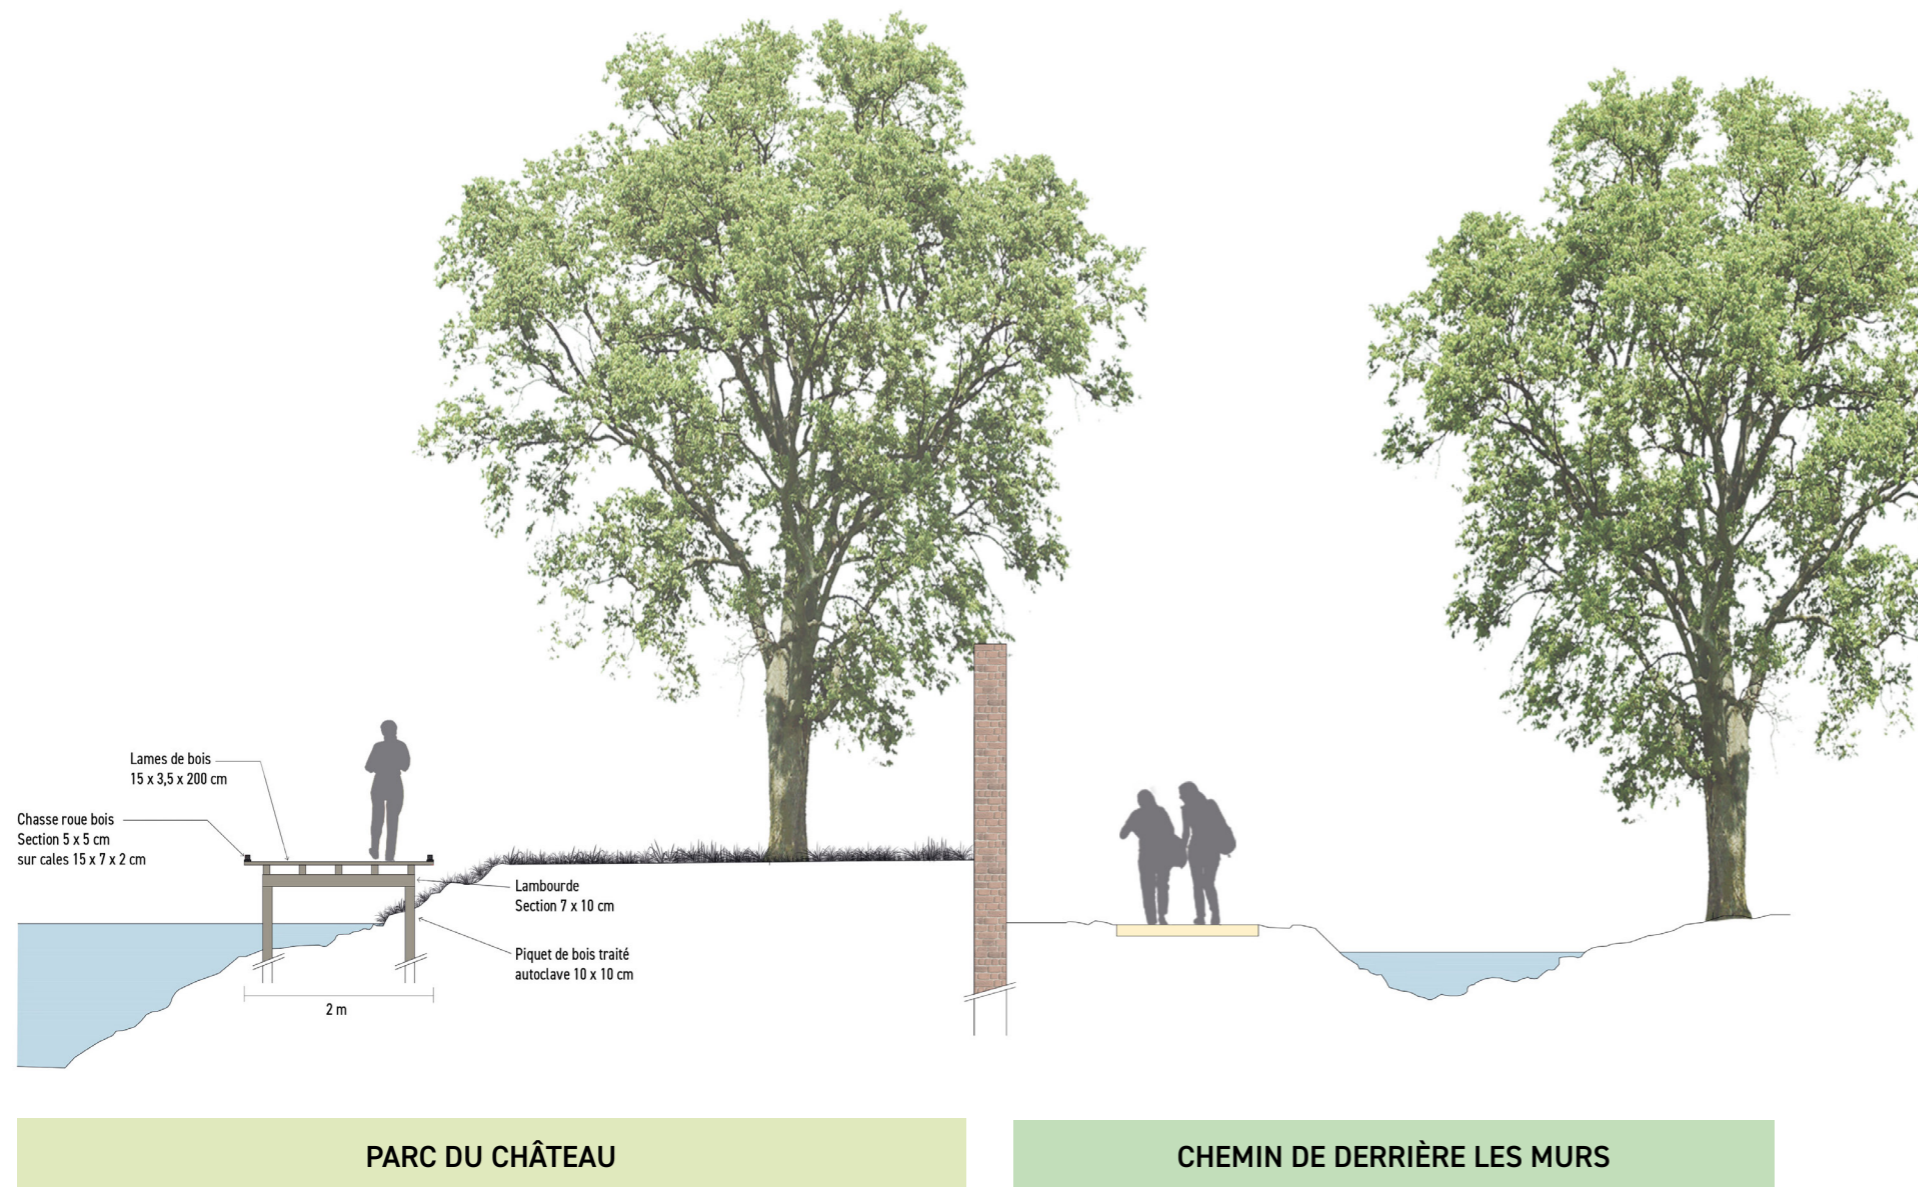 Lames de bois
15 x 3,5 x 200 cm
Chasse roue bois
Section 5 x 5 cm
sur cales 15 x 7 x 2 cm
Lambourde
Section 7 x 10 cm
Piquet de bois traité
autoclave 10 x 10 cm
2 m
PARC DU CHÂTEAU
CHEMIN DE DERRIÈRE LES MURS